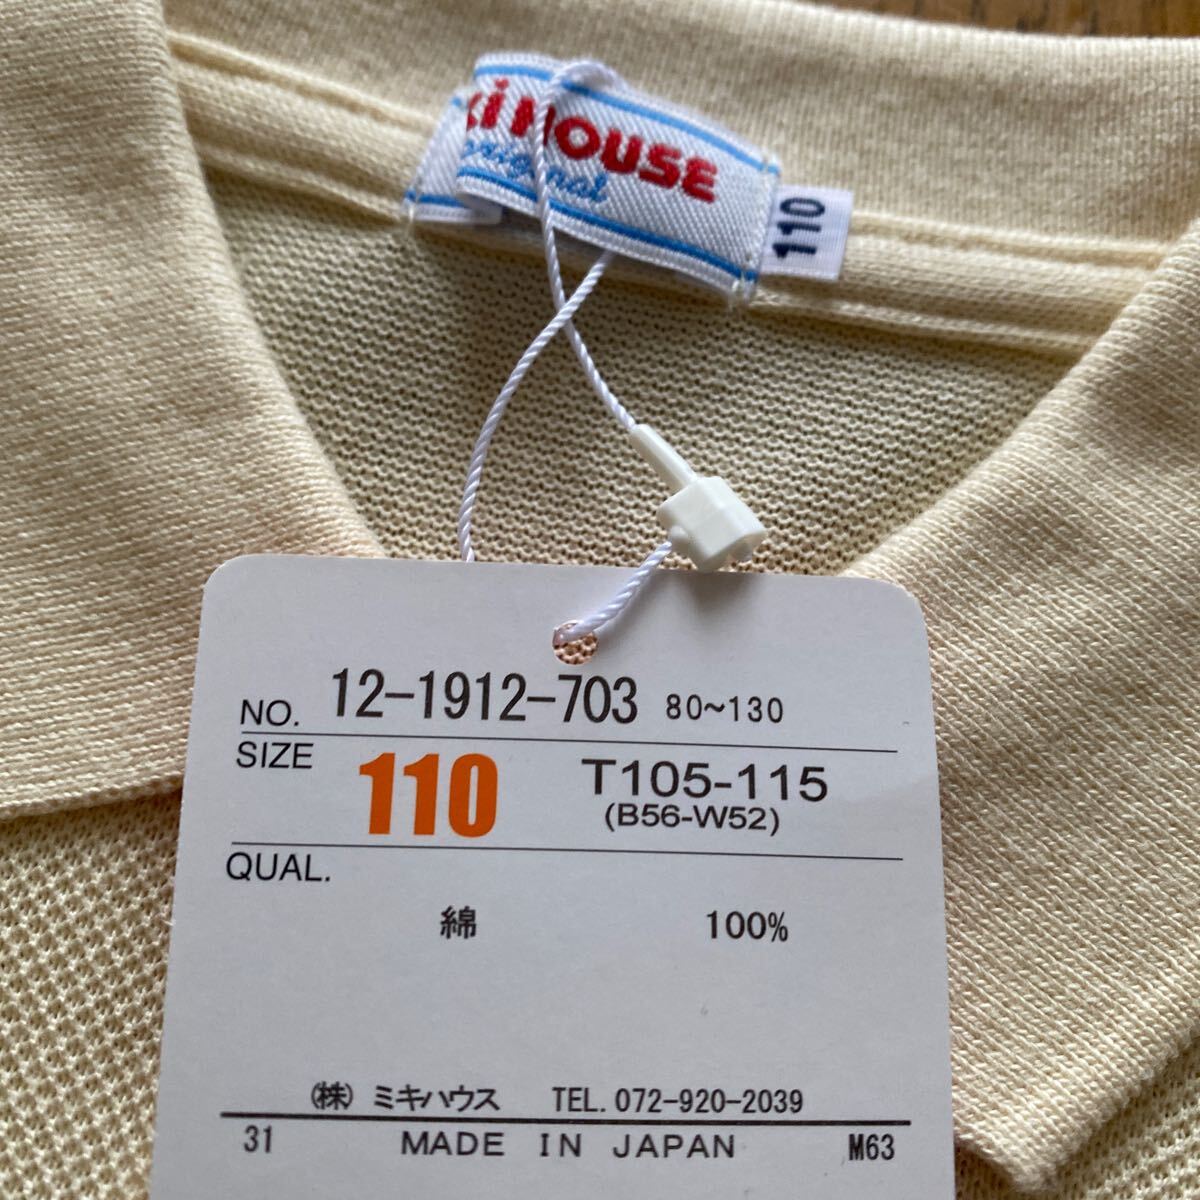 ki HOUSE
original
110
NO. 12-1912-703 80~130
SIZE 110 T105-115
(B56-W52)
QUAL.
綿 100%
(株) ミキハウス TEL. 072-920-2039
31 MADE IN JAPAN M63